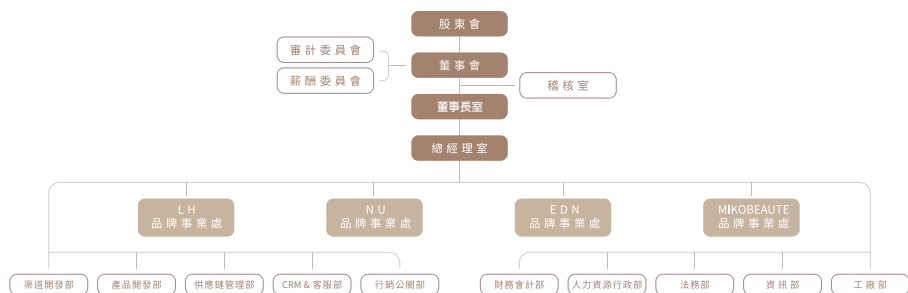 股東會
審計委員會
薪酬委員會
董事會
稽核室
董事長室
總經理室
LH
品牌事業處
NU
品牌事業處
EDN
品牌事業處
MIKOBEAUTE
品牌事業處
渠道開發部
產品開發部
供應鏈管理部
CRM & 客服部
行銷公關部
財務會計部
人力資源行政部
法務部
資訊部
工廠部